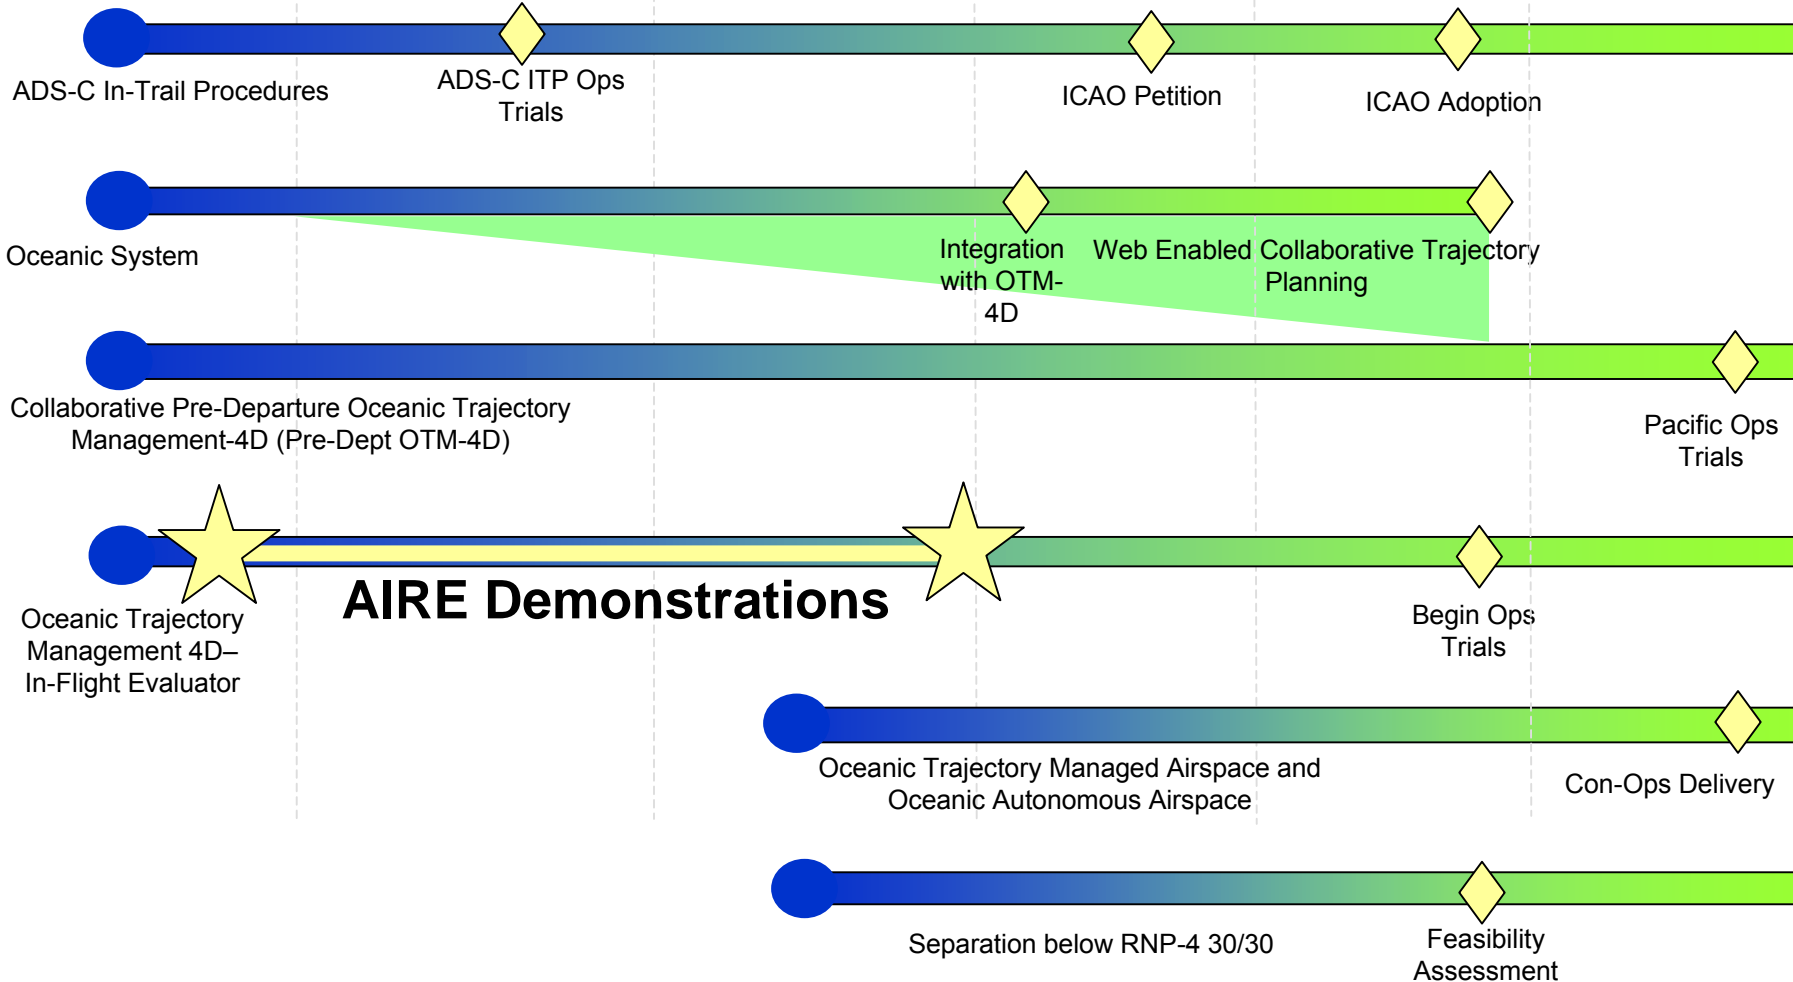 ADS-C In-Trail Procedures
ADS-C ITP Ops
Trials
ICAO Petition
ICAO Adoption
Oceanic System
Integration
with OTM-
4D
Web Enabled Collaborative Trajectory
Planning
Collaborative Pre-Departure Oceanic Trajectory
Management-4D (Pre-Dept OTM-4D)
Pacific Ops
Trials
AIRE Demonstrations
Oceanic Trajectory
Management 4D–
In-Flight Evaluator
Begin Ops
Trials
Oceanic Trajectory Managed Airspace and
Oceanic Autonomous Airspace
Con-Ops Delivery
Separation below RNP-4 30/30
Feasibility
Assessment